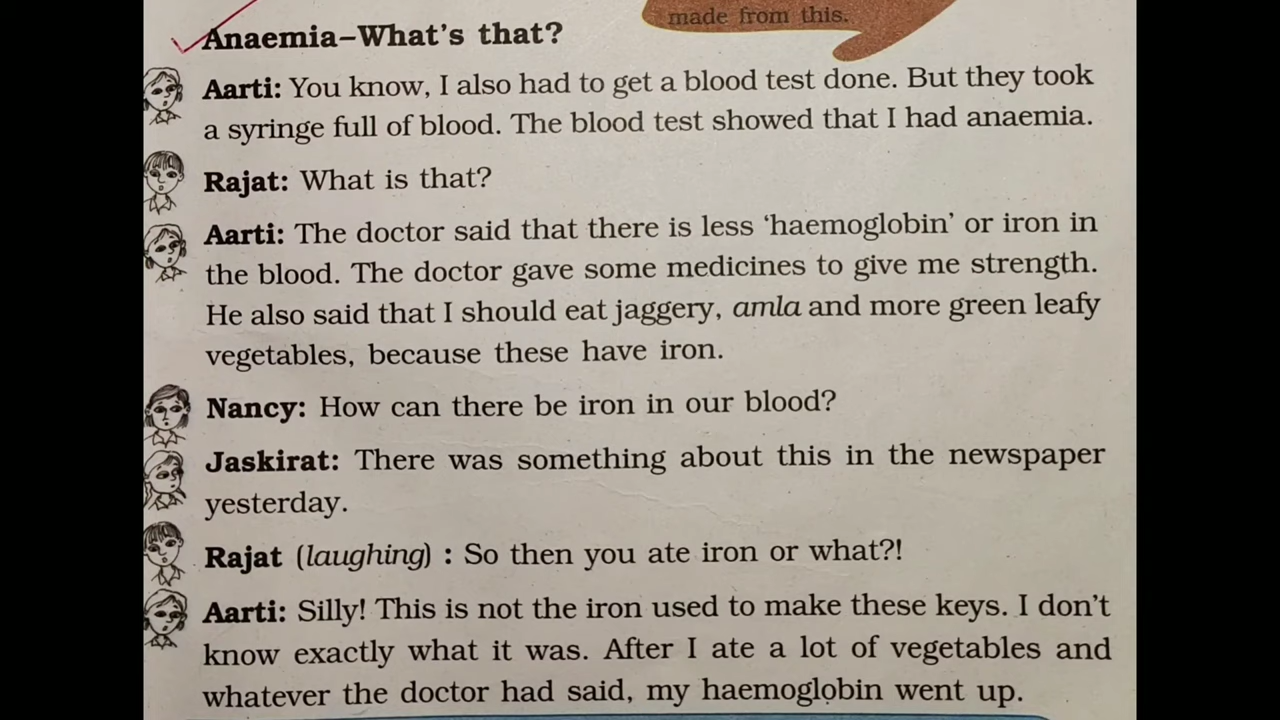 made from this.
Anaemia–What's that?
Aarti: You know, I also had to get a blood test done. But they took
a syringe full of blood. The blood test showed that I had anaemia.
Rajat: What is that?
Aarti: The doctor said that there is less ‘haemoglobin’ or iron in
the blood. The doctor gave some medicines to give me strength.
He also said that I should eat jaggery, amla and more green leafy
vegetables, because these have iron.
Nancy: How can there be iron in our blood?
Jaskirat: There was something about this in the newspaper
yesterday.
Rajat (laughing) : So then you ate iron or what?!
Aarti: Silly! This is not the iron used to make these keys. I don't
know exactly what it was. After I ate a lot of vegetables and
whatever the doctor had said, my haemoglobin went up.